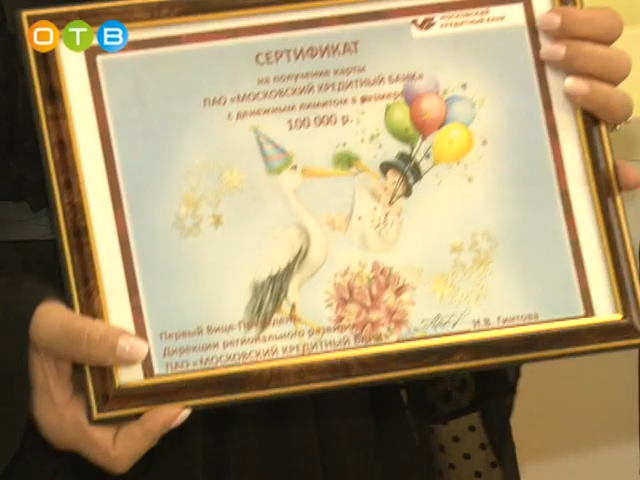 ОТВ
МОСКОВСКИЙ
КРЕДИТНЫЙ БАНК
СЕРТИФИКАТ
на получение карты
ПАО «МОСКОВСКИЙ КРЕДИТНЫЙ БАНК»
с денежным лимитом в размере
100 000 р.
Первый Вице-Президент
Дирекции регионального развития
ПАО «МОСКОВСКИЙ КРЕДИТНЫЙ БАНК»